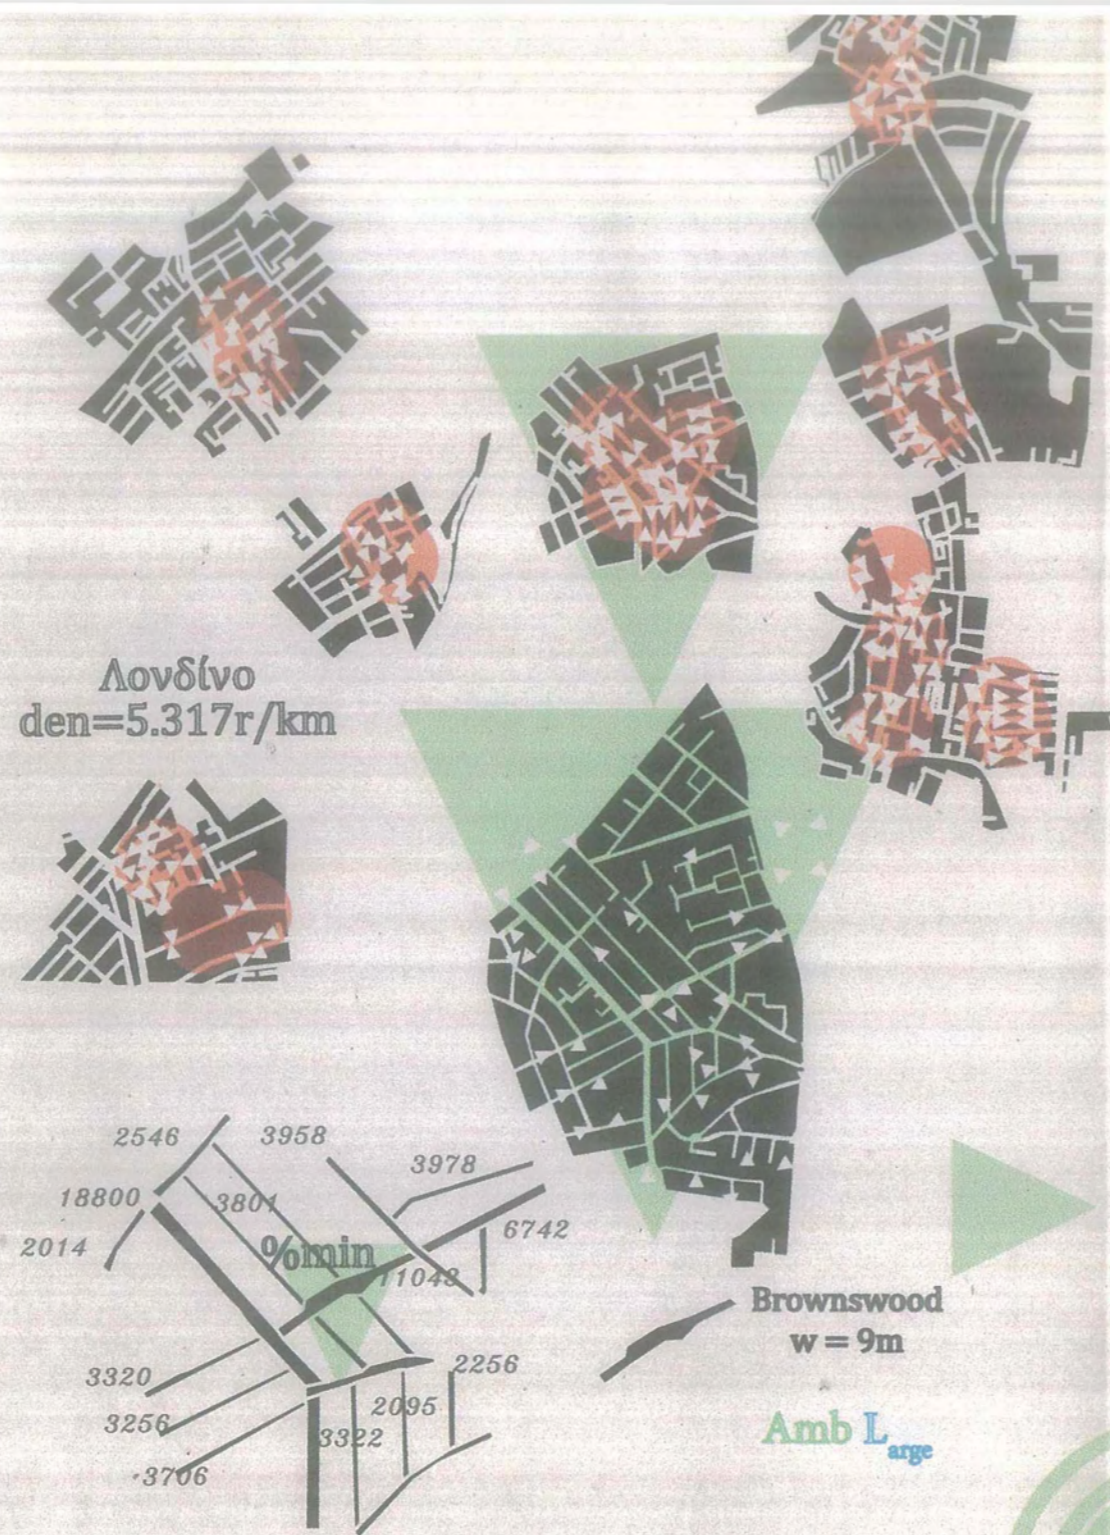 Λονδίνο
den=5.317r/km
2546
3958
3978
18800
3801
2014
%min
6742
11048
Brownswood
w = 9m
3320
2256
3256
2095
3322
3706
Amb Large